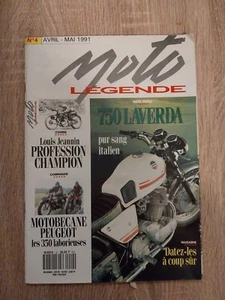 N°4 AVRIL - MAI 1991
Moto
LÉGENDE
750 LAVERDA
pur sang
italien
Louis Jeannin
PROFESSION
CHAMPION
MOTOBECANE
PEUGEOT
les 350 laborieuses
Datez-les
à coup sûr